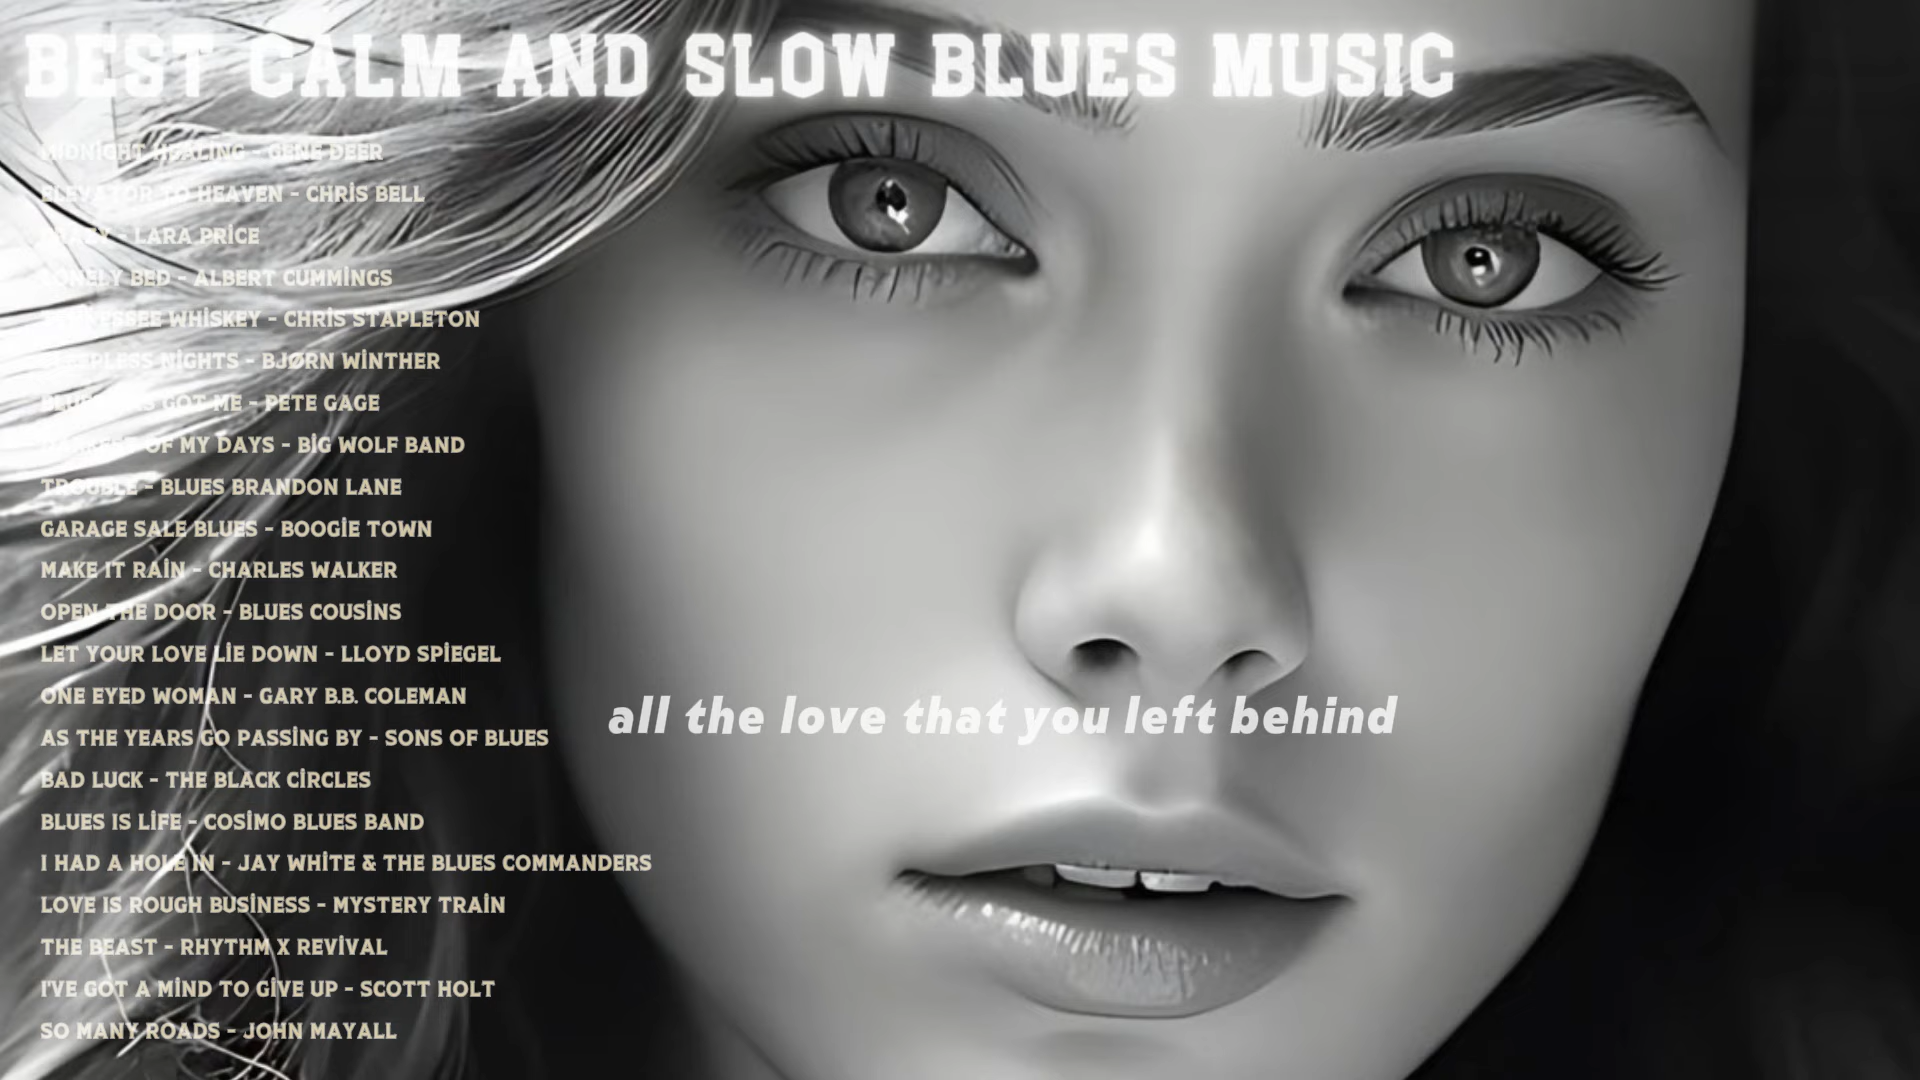 BEST CALM AND SLOW BLUES MUSIC
MIDNIGHT HEALING - GENE DEER
ELEVATOR TO HEAVEN - CHRIS BELL
- LARA PRICE
LONELY BED - ALBERT CUMMINGS
TENNESSEE WHISKEY - CHRIS STAPLETON
SLEEPLESS NIGHTS - BJØRN WINTHER
BLUES HAS GOT ME - PETE GAGE
DARKEST OF MY DAYS - BIG WOLF BAND
TROUBLE - BLUES BRANDON LANE
GARAGE SALE BLUES - BOOGIE TOWN
MAKE IT RAIN - CHARLES WALKER
OPEN THE DOOR - BLUES COUSINS
LET YOUR LOVE LIE DOWN - LLOYD SPIEGEL
ONE EYED WOMAN - GARY B.B. COLEMAN
all the love that you left behind
AS THE YEARS GO PASSING BY - SONS OF BLUES
BAD LUCK - THE BLACK CIRCLES
BLUES IS LIFE - COSIMO BLUES BAND
I HAD A HOLE IN - JAY WHITE & THE BLUES COMMANDERS
LOVE IS ROUGH BUSINESS - MYSTERY TRAIN
THE BEAST - RHYTHM X REVIVAL
I'VE GOT A MIND TO GIVE UP - SCOTT HOLT
SO MANY ROADS - JOHN MAYALL